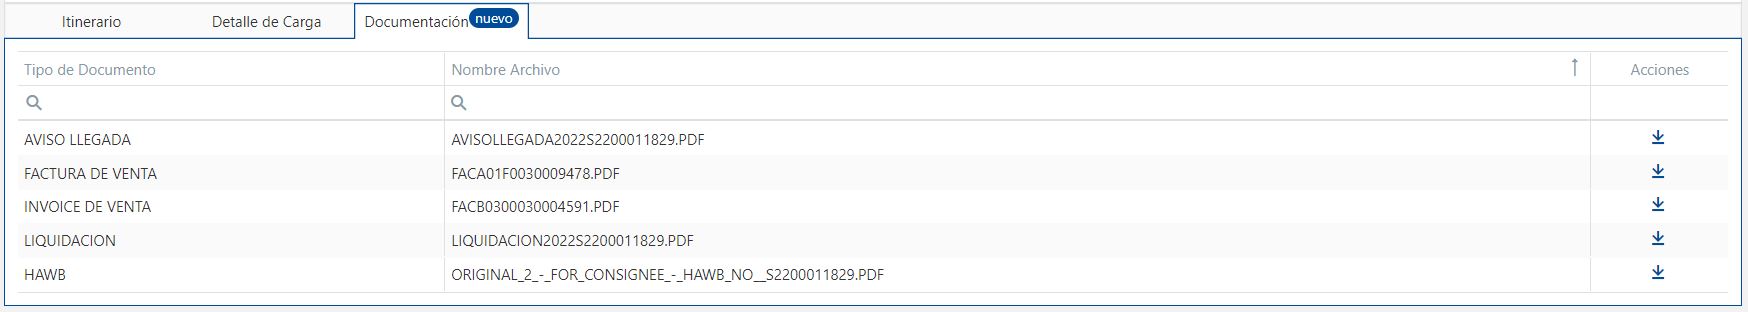 Itinerario Detalle de Carga Documentación nuevo
Tipo de Documento Nombre Archivo Acciones
AVISO LLEGADA AVISOLLEGADA2022S2200011829.PDF
FACTURA DE VENTA FACA01F0030009478.PDF
INVOICE DE VENTA FACB0300030004591.PDF
LIQUIDACION LIQUIDACION2022S2200011829.PDF
HAWB ORIGINAL_2_-_FOR_CONSIGNEE_-_HAWB_NO__S2200011829.PDF